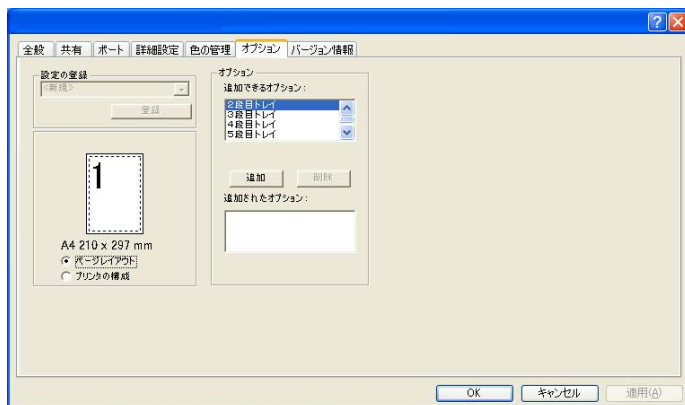 全般 共有 ポート 詳細設定 色の管理 オプション バージョン情報
設定の登録
<新規>
登録
1
A4 210 x 297 mm
ページレイアウト
プリンタの構成
オプション
追加できるオプション:
2段目トレイ
3段目トレイ
4段目トレイ
5段目トレイ
追加 削除
追加されたオプション:
OK キャンセル 適用(A)